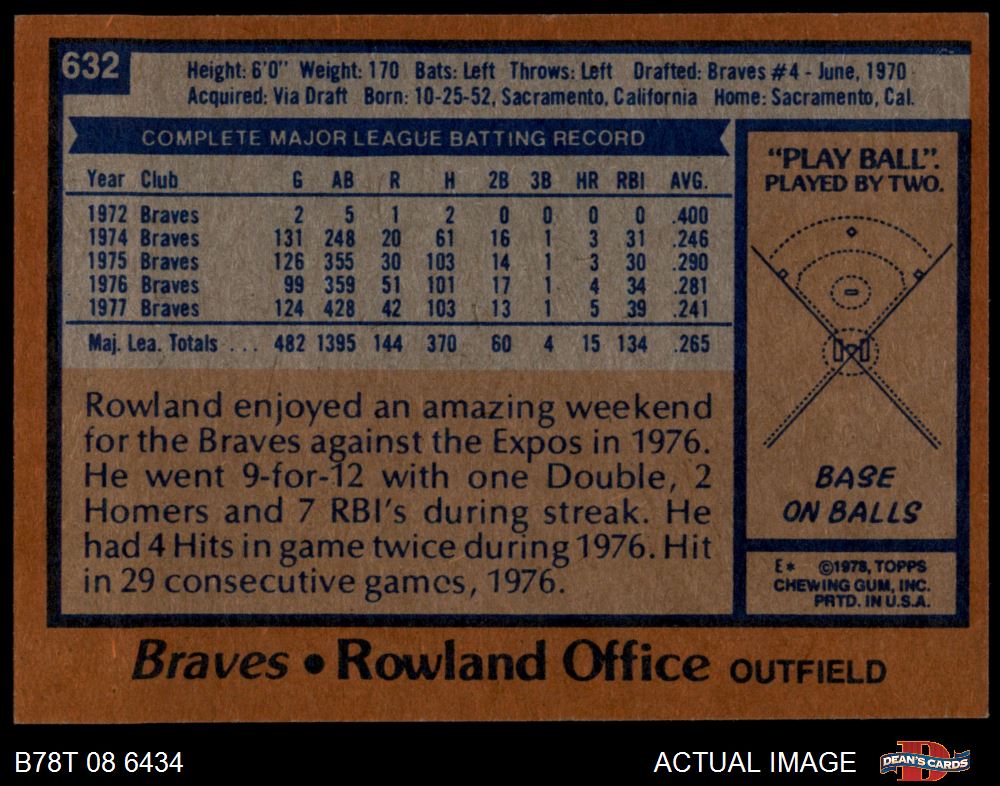 632
Height: 6'0" Weight: 170 Bats: Left Throws: Left Drafted: Braves #4 - June, 1970
Acquired: Via Draft Born: 10-25-52, Sacramento, California Home: Sacramento, Cal.
COMPLETE MAJOR LEAGUE BATTING RECORD
Year Club G AB R H 2B 3B HR RBI AVG.
1972 Braves 2 5 1 2 0 0 0 0 .400
1974 Braves 131 248 20 61 16 1 3 31 .246
1975 Braves 126 355 30 103 14 1 3 30 .290
1976 Braves 99 359 51 101 17 1 4 34 .281
1977 Braves 124 428 42 103 13 1 5 39 .241
Maj. Lea. Totals ... 482 1395 144 370 60 4 15 134 .265
Rowland enjoyed an amazing weekend
for the Braves against the Expos in 1976.
He went 9-for-12 with one Double, 2
Homers and 7 RBI's during streak. He
had 4 Hits in game twice during 1976. Hit
in 29 consecutive games, 1976.
"PLAY BALL".
PLAYED BY TWO.
BASE
ON BALLS
E* ©1978, TOPPS
CHEWING GUM, INC.
PRTD. IN U.S.A.
Braves • Rowland Office OUTFIELD
B78T 08 6434
ACTUAL IMAGE
DEAN'S CARDS